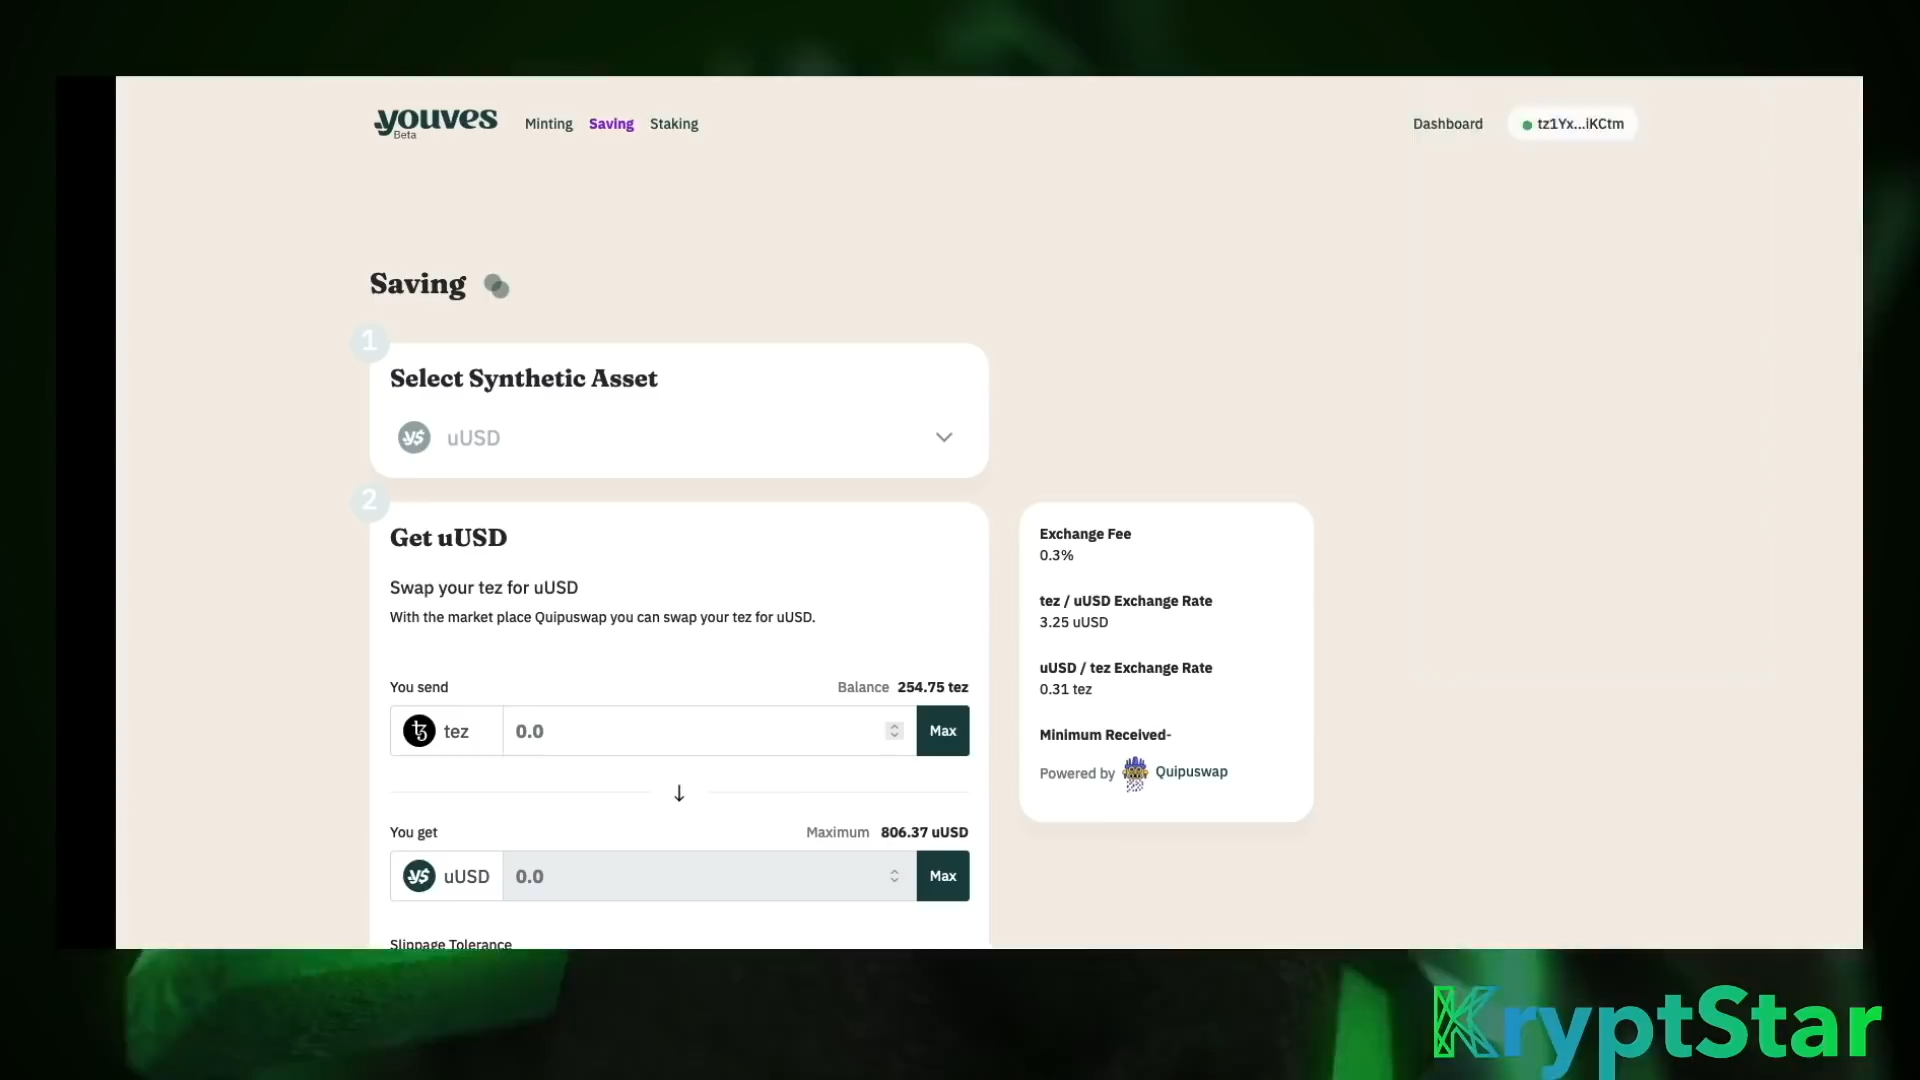 youves
Beta
Minting
Saving
Staking
Dashboard
tz1Yx...iKCtm
Saving
1
Select Synthetic Asset
uUSD
2
Get uUSD
Swap your tez for uUSD
With the market place Quipuswap you can swap your tez for uUSD.
You send
Balance 254.75 tez
tez
0.0
Max
You get
Maximum 806.37 uUSD
uUSD
0.0
Max
Slippage Tolerance
Exchange Fee
0.3%
tez / uUSD Exchange Rate
3.25 uUSD
uUSD / tez Exchange Rate
0.31 tez
Minimum Received-
Powered by Quipuswap
KryptStar